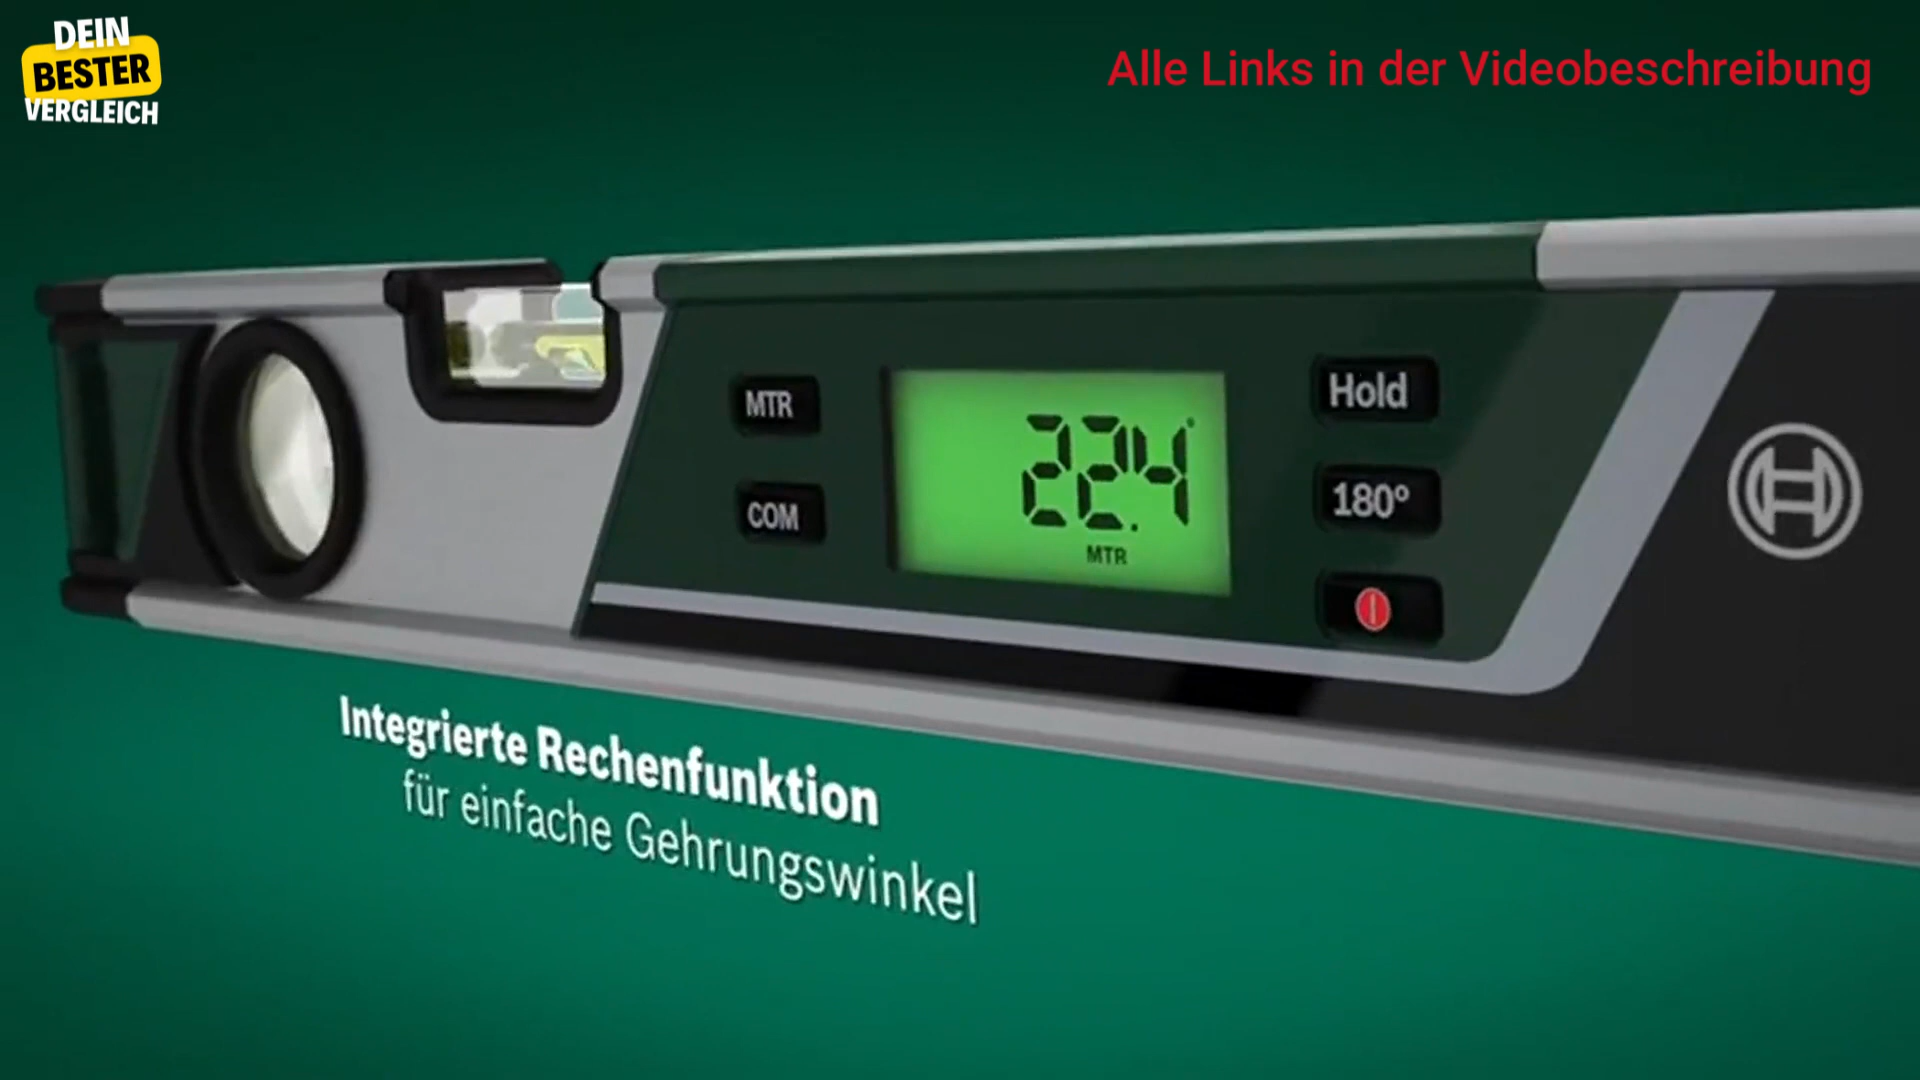 DEIN
BESTER
VERGLEICH
Alle Links in der Videobeschreibung
MTR
COM
22.4°
MTR
Hold
180°
Integrierte Rechenfunktion
für einfache Gehrungswinkel